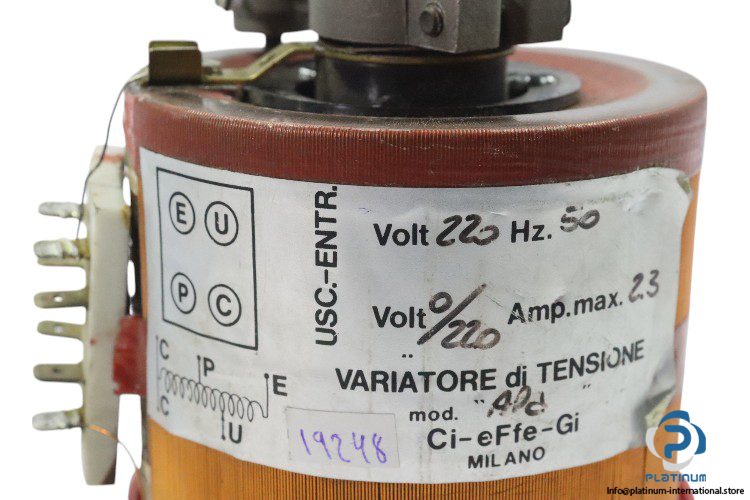 E U
P C
USC.-ENTR.
Volt 220 Hz. 50
Volt 0/220 Amp.max. 2.3
VARIATORE di TENSIONE
mod. "
Ci-eFfe-Gi
MILANO
C P E
C U
19248
PLATINUM
Info@platinum-international.store